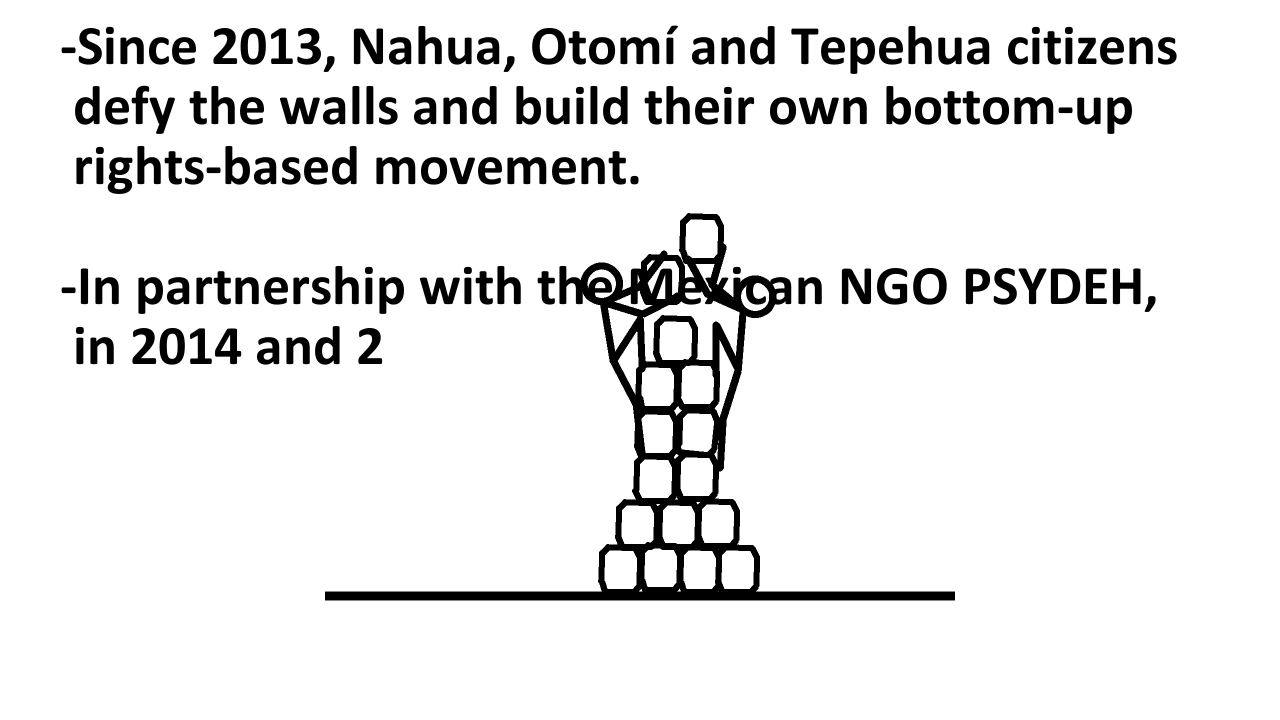 -Since 2013, Nahua, Otomí and Tepehua citizens
defy the walls and build their own bottom-up
rights-based movement.
-In partnership with the Mexican NGO PSYDEH,
in 2014 and 2